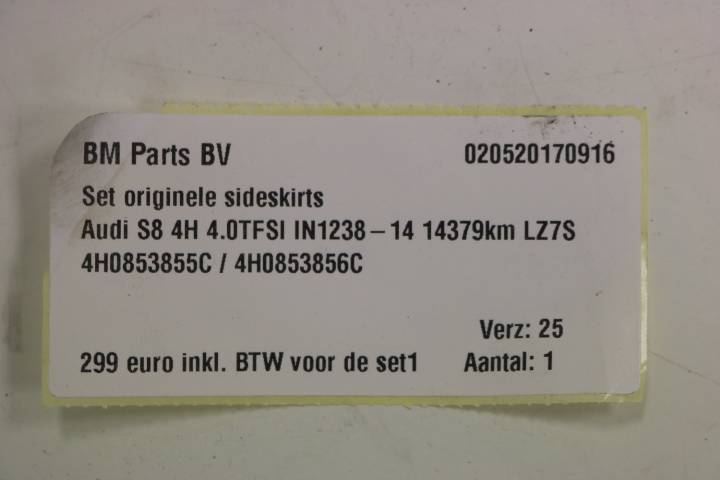 BM Parts BV 020520170916
Set originele sideskirts
Audi S8 4H 4.0TFSI IN1238-14 14379km LZ7S
4H0853855C / 4H0853856C
Verz: 25
299 euro inkl. BTW voor de set1 Aantal: 1